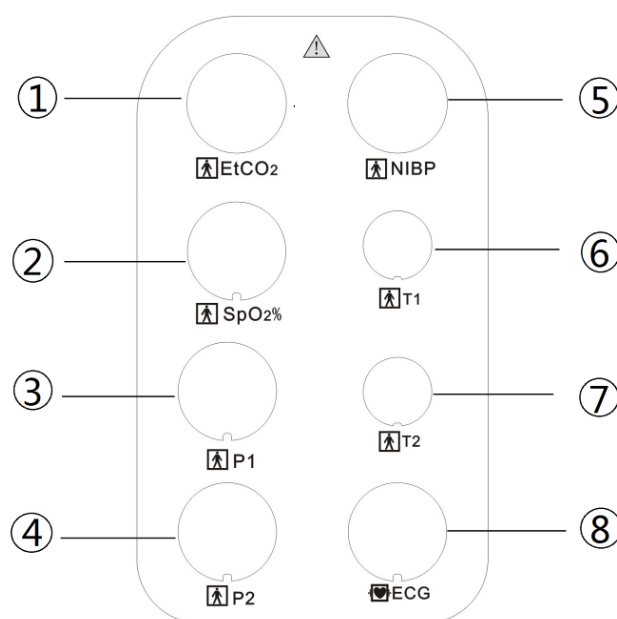 ① ⑤
EtCO2 NIBP
② ⑥
SpO2% T1
③ ⑦
P1 T2
④ ⑧
P2 ECG